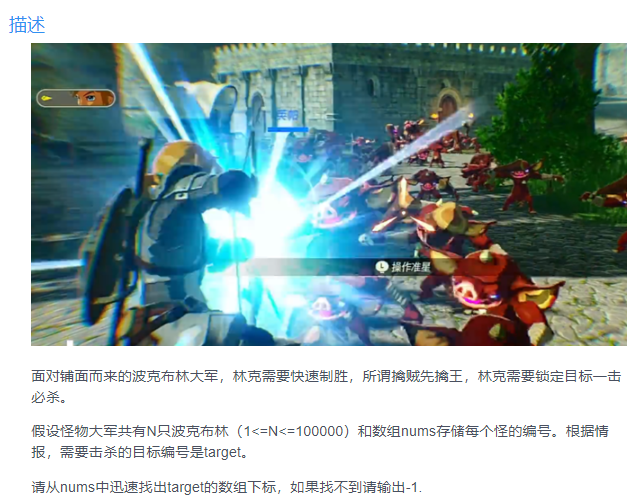 描述
操作准星
面对铺面而来的波克布林大军，林克需要快速制胜，所谓擒贼先擒王，林克需要锁定目标一击
必杀。
假设怪物大军共有N只波克布林（1<=N<=100000）和数组nums存储每个怪的编号。根据情
报，需要击杀的目标编号是target。
请从nums中迅速找出target的数组下标，如果找不到请输出-1.